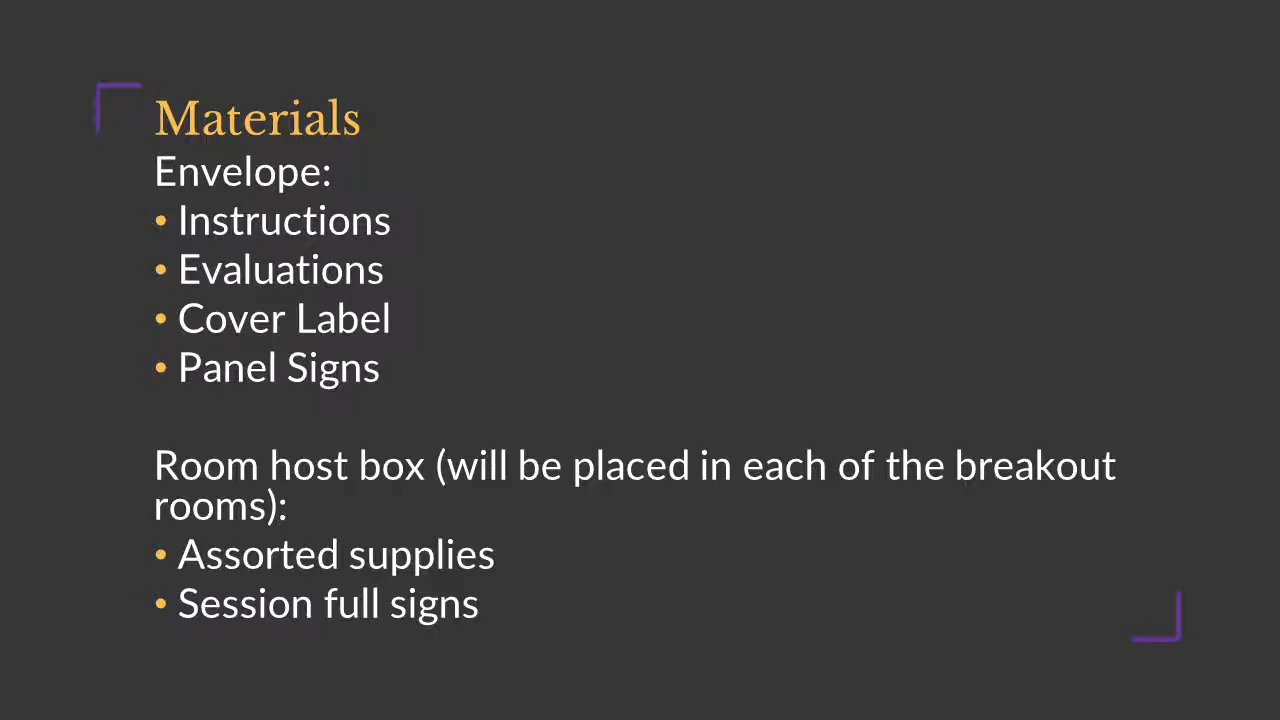 Materials
Envelope:
• Instructions
• Evaluations
• Cover Label
• Panel Signs
Room host box (will be placed in each of the breakout
rooms):
• Assorted supplies
• Session full signs